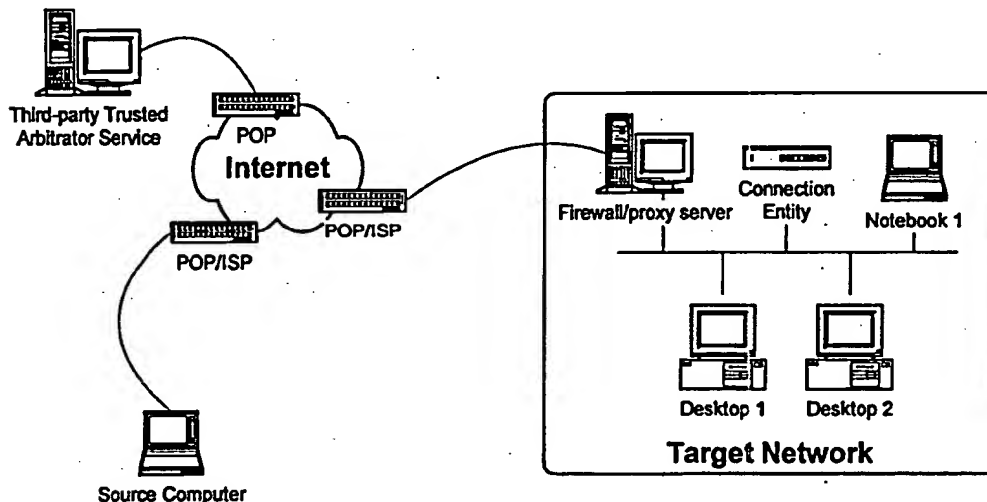 Third-party Trusted
Arbitrator Service
POP
Internet
POP/ISP
POP/ISP
Source Computer
Firewall/proxy server
Connection
Entity
Notebook 1
Desktop 1
Desktop 2
Target Network